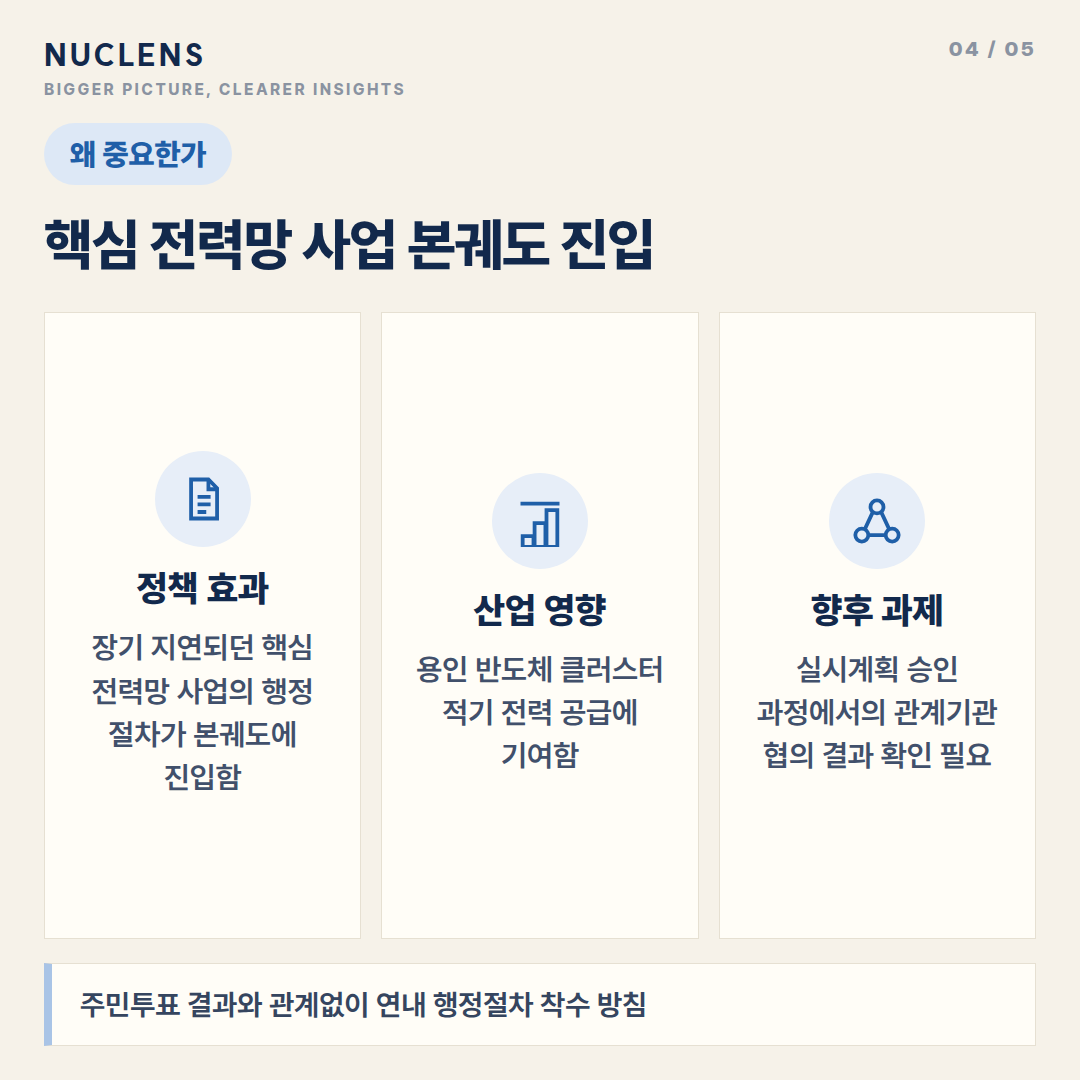 NUCLENS
04 / 05
BIGGER PICTURE, CLEARER INSIGHTS
왜 중요한가
핵심 전력망 사업 본궤도 진입
정책 효과
장기 지연되던 핵심
전력망 사업의 행정
절차가 본궤도에
진입함
산업 영향
용인 반도체 클러스터
적기 전력 공급에
기여함
향후 과제
실시계획 승인
과정에서의 관계기관
협의 결과 확인 필요
주민투표 결과와 관계없이 연내 행정절차 착수 방침